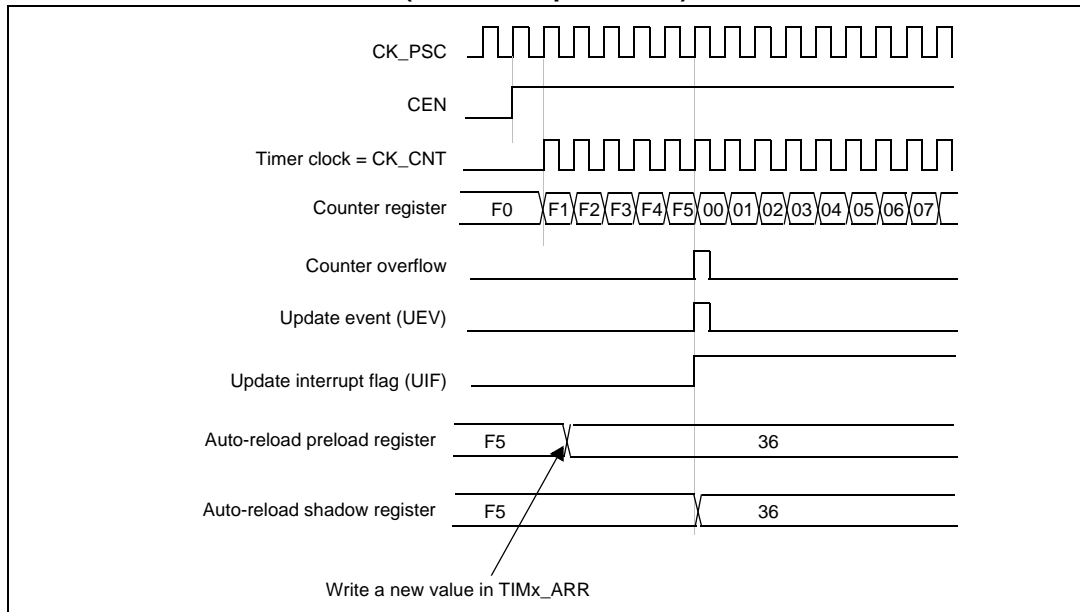 CK_PSC
CEN
Timer clock = CK_CNT
Counter register F0 F1 F2 F3 F4 F5 00 01 02 03 04 05 06 07
Counter overflow
Update event (UEV)
Update interrupt flag (UIF)
Auto-reload preload register F5 36
Auto-reload shadow register F5 36
Write a new value in TIMx_ARR